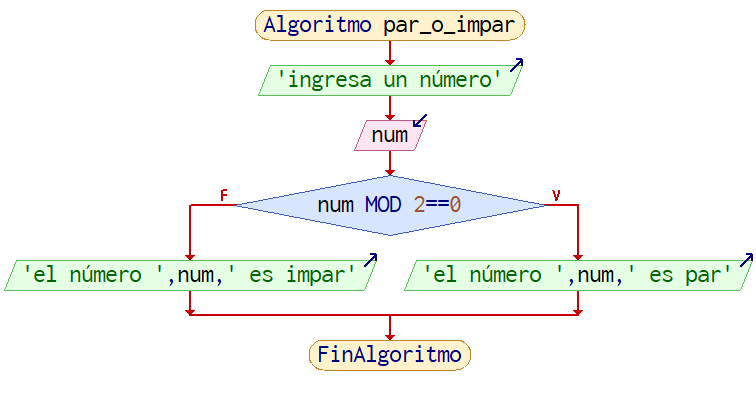 Algoritmo par_o_impar
'ingresa un número'
num
F
V
num MOD 2==0
'el número ',num,' es impar'
'el número ',num,' es par'
FinAlgoritmo